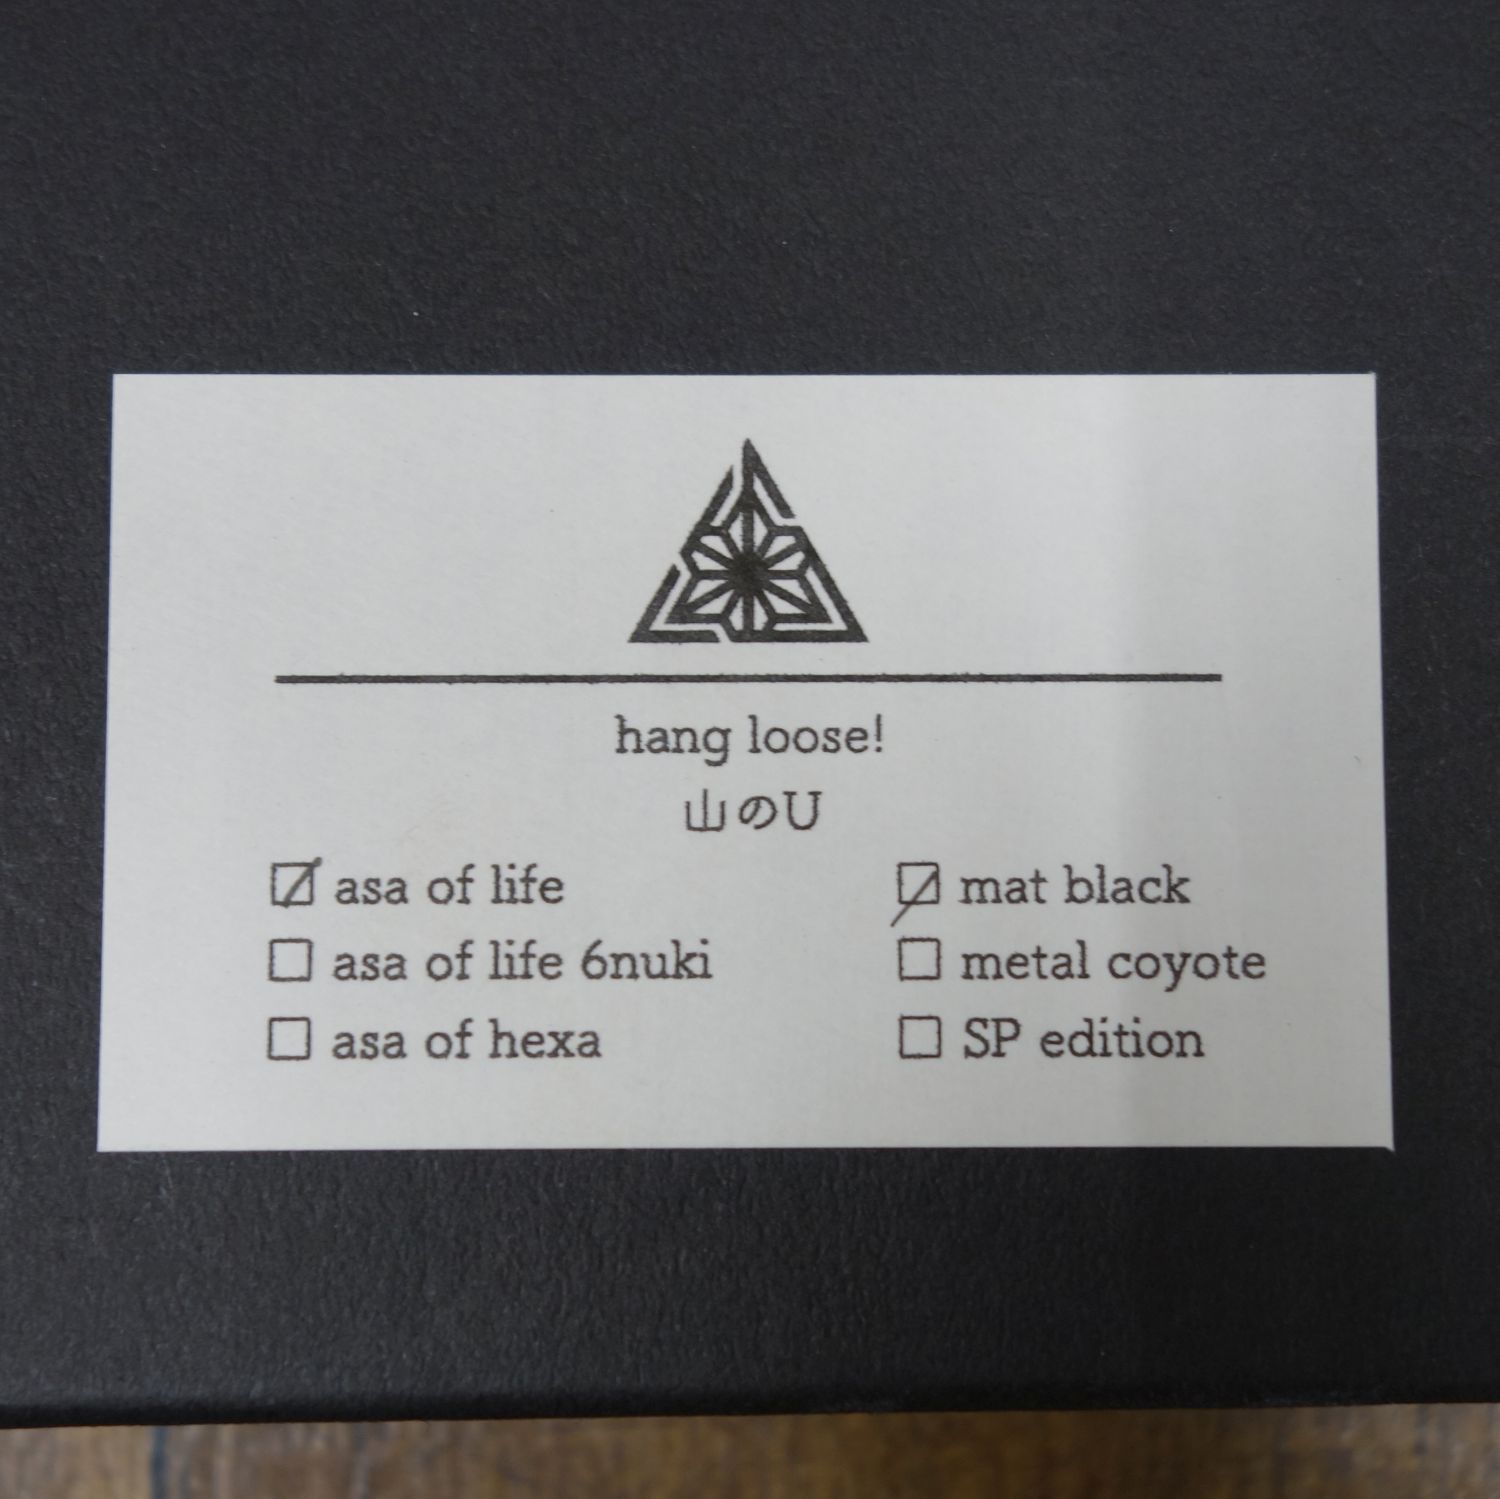 hang loose!
山のU
☑ asa of life
☐ asa of life 6nuki
☐ asa of hexa
☑ mat black
☐ metal coyote
☐ SP edition